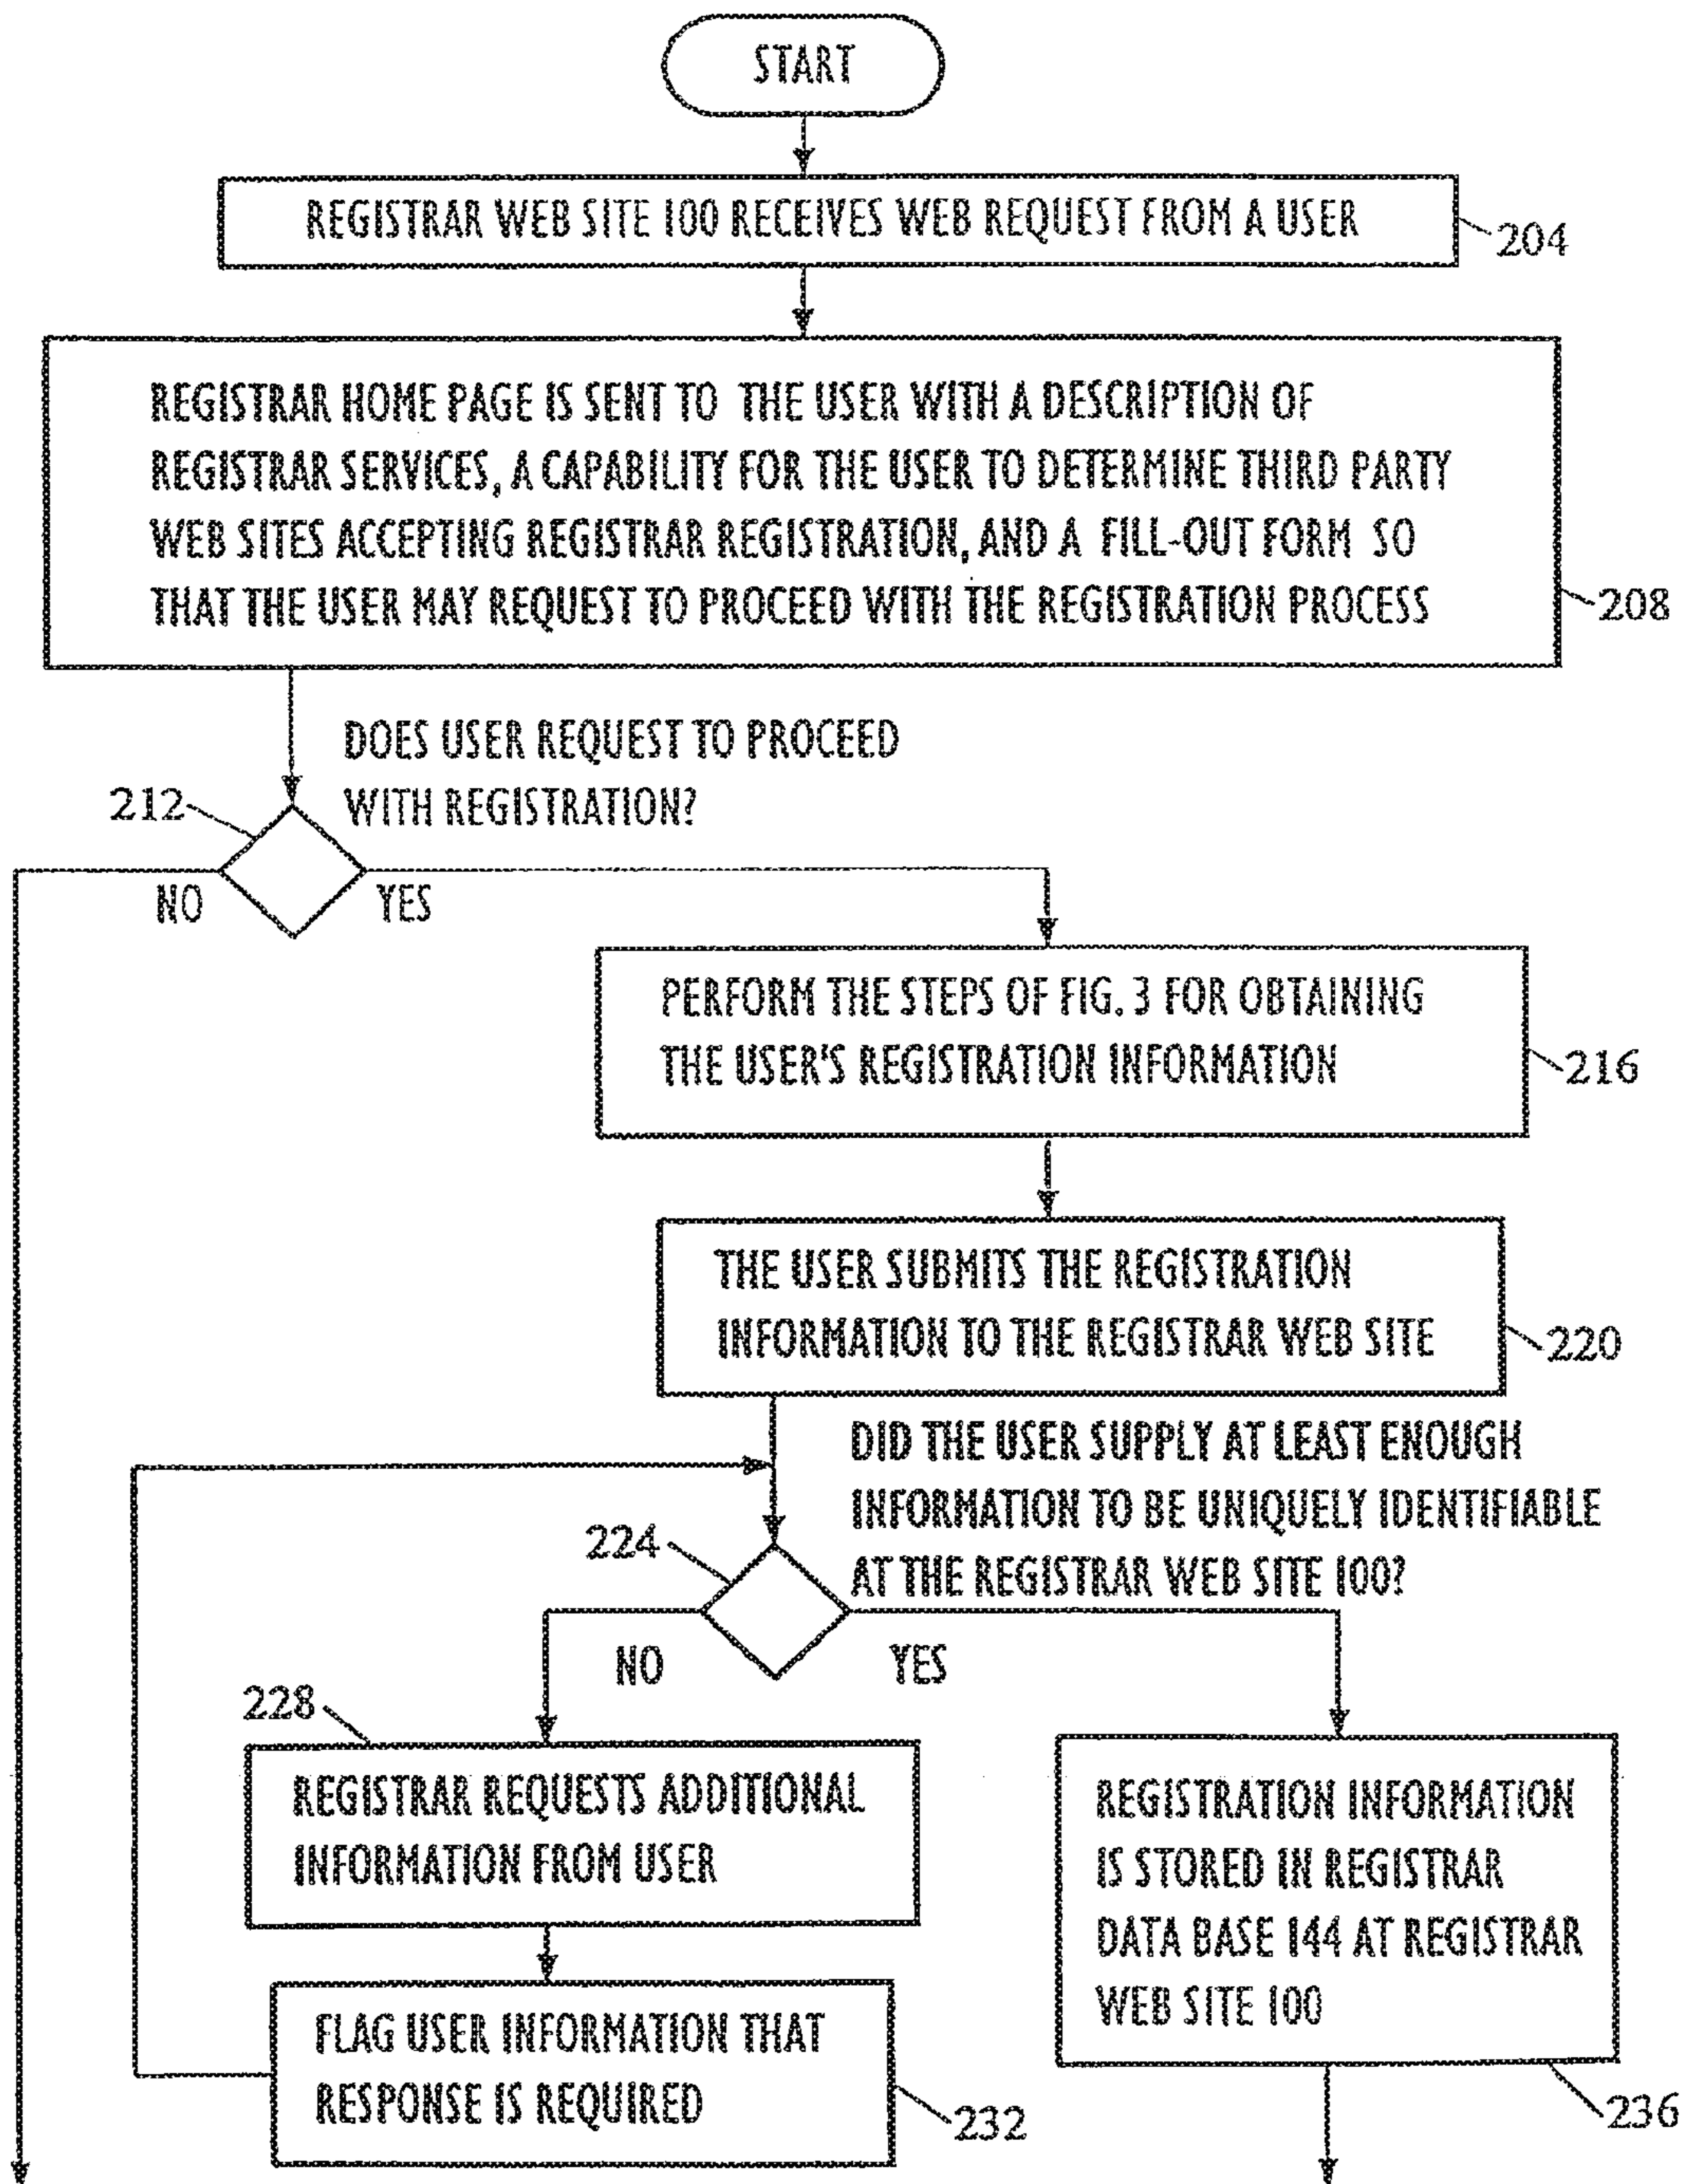 START
REGISTRAR WEB SITE 100 RECEIVES WEB REQUEST FROM A USER
204
REGISTRAR HOME PAGE IS SENT TO THE USER WITH A DESCRIPTION OF
REGISTRAR SERVICES, A CAPABILITY FOR THE USER TO DETERMINE THIRD PARTY
WEB SITES ACCEPTING REGISTRAR REGISTRATION, AND A FILL-OUT FORM SO
THAT THE USER MAY REQUEST TO PROCEED WITH THE REGISTRATION PROCESS
208
DOES USER REQUEST TO PROCEED
WITH REGISTRATION?
212
NO
YES
PERFORM THE STEPS OF FIG. 3 FOR OBTAINING
THE USER'S REGISTRATION INFORMATION
216
THE USER SUBMITS THE REGISTRATION
INFORMATION TO THE REGISTRAR WEB SITE
220
DID THE USER SUPPLY AT LEAST ENOUGH
INFORMATION TO BE UNIQUELY IDENTIFIABLE
AT THE REGISTRAR WEB SITE 100?
224
NO
YES
228
REGISTRAR REQUESTS ADDITIONAL
INFORMATION FROM USER
REGISTRATION INFORMATION
IS STORED IN REGISTRAR
DATA BASE 144 AT REGISTRAR
WEB SITE 100
236
FLAG USER INFORMATION THAT
RESPONSE IS REQUIRED
232